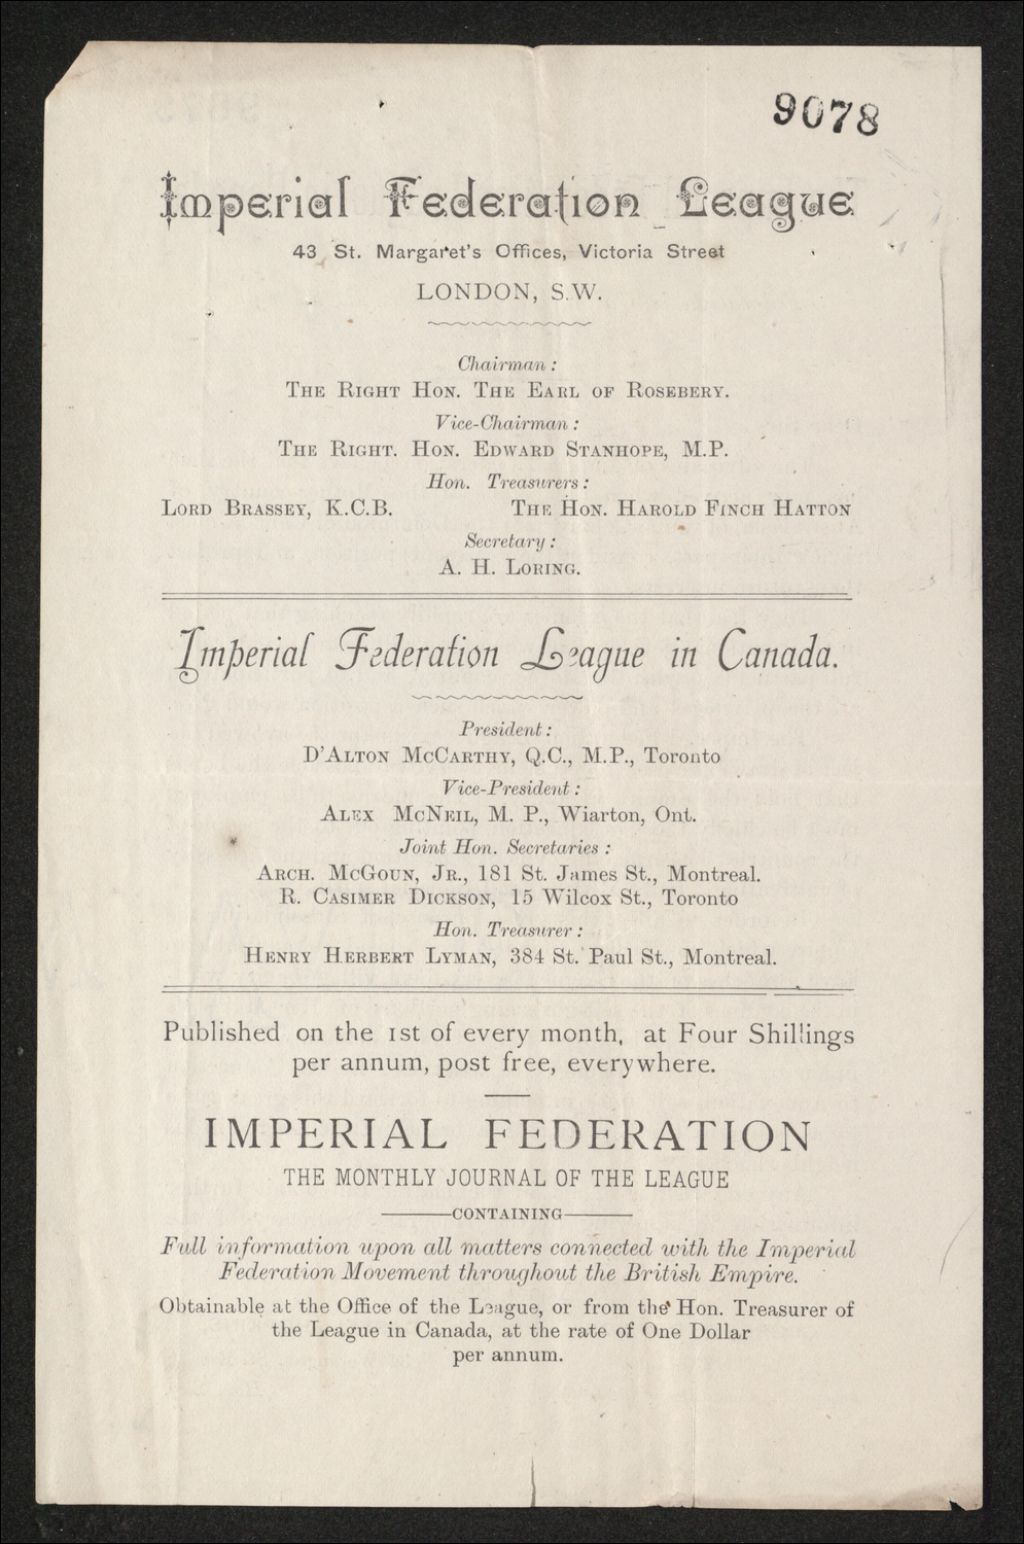 9078
Imperial Federation League
43 St. Margaret's Offices, Victoria Street
LONDON, S.W.
Chairman:
THE RIGHT HON. THE EARL OF ROSEBERY.
Vice-Chairman:
THE RIGHT. HON. EDWARD STANHOPE, M.P.
Hon. Treasurers:
LORD BRASSEY, K.C.B. THE HON. HAROLD FINCH HATTON
Secretary:
A. H. LORING.
Imperial Federation League in Canada.
President:
D'ALTON MCCARTHY, Q.C., M.P., Toronto
Vice-President:
ALEX MCNEIL, M. P., Wiarton, Ont.
Joint Hon. Secretaries:
ARCH. MCGOUN, JR., 181 St. James St., Montreal.
R. CASIMER DICKSON, 15 Wilcox St., Toronto
Hon. Treasurer:
HENRY HERBERT LYMAN, 384 St. Paul St., Montreal.
Published on the 1st of every month, at Four Shillings
per annum, post free, everywhere.
IMPERIAL FEDERATION
THE MONTHLY JOURNAL OF THE LEAGUE
CONTAINING
Full information upon all matters connected with the Imperial
Federation Movement throughout the British Empire.
Obtainable at the Office of the League, or from the Hon. Treasurer of
the League in Canada, at the rate of One Dollar
per annum.